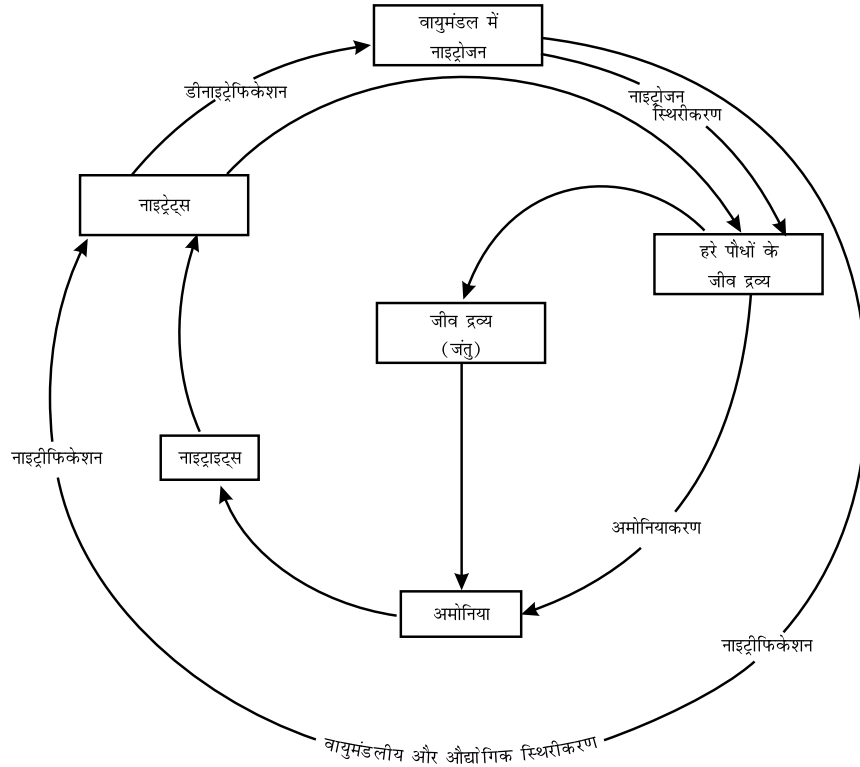 वायुमंडल में
नाइट्रोजन
डीनाइट्रेफिकेशन
नाइट्रोजन
स्थिरीकरण
नाइट्रेट्स
हरे पौधों के
जीव द्रव्य
जीव द्रव्य
(जंतु)
नाइट्रीफिकेशन
नाइट्राइट्स
अमोनियाकरण
अमोनिया
नाइट्रीफिकेशन
वायुमंडलीय और औद्योगिक स्थिरीकरण